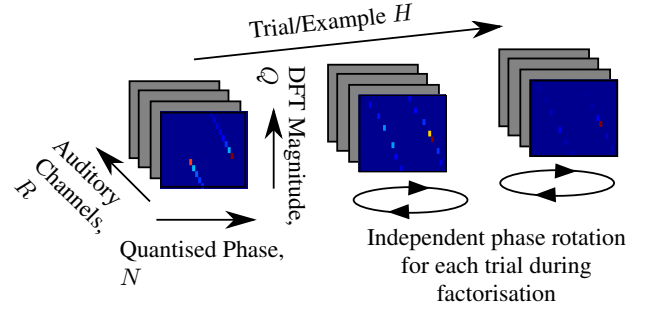 Trial/Example H
DFT Magnitude,
Q
Auditory
Channels,
R
Quantised Phase,
N
Independent phase rotation
for each trial during
factorisation